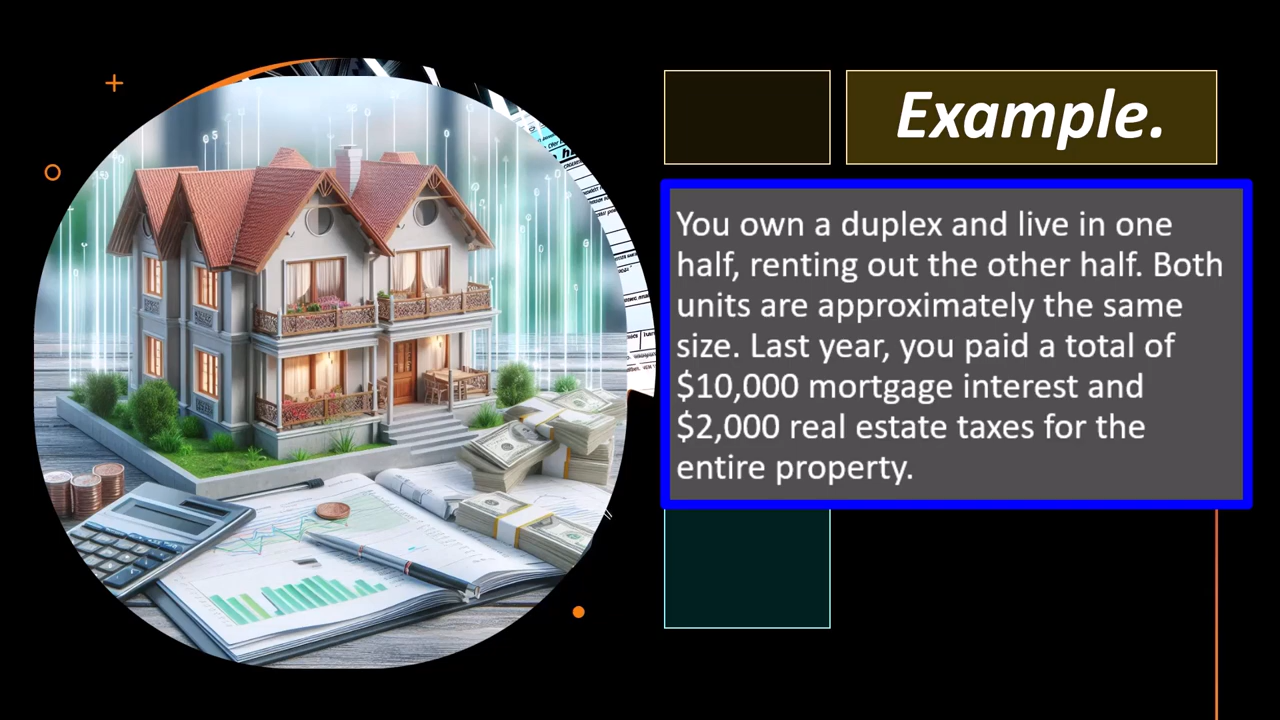 Example.
You own a duplex and live in one
half, renting out the other half. Both
units are approximately the same
size. Last year, you paid a total of
$10,000 mortgage interest and
$2,000 real estate taxes for the
entire property.